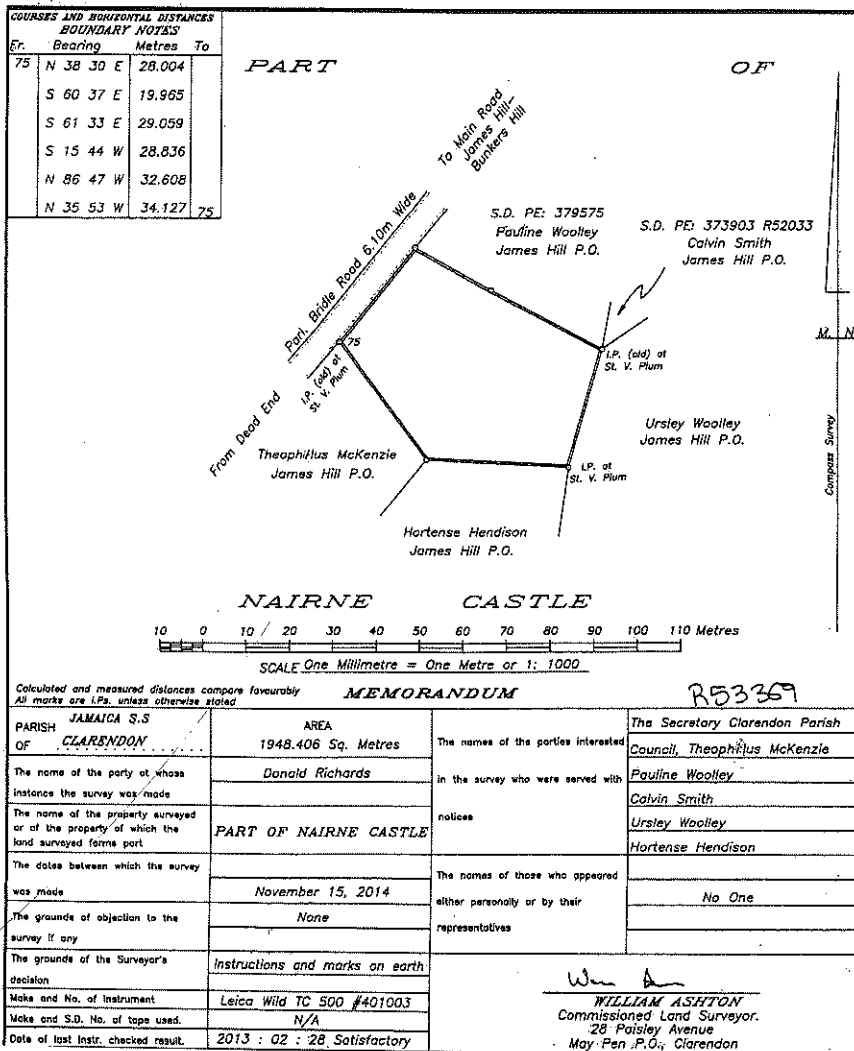 COURSES AND HORIZONTAL DISTANCES
BOUNDARY NOTES
Fr. Bearing Metres To
75 N 38 30 E 28.004
S 60 37 E 19.965
S 61 33 E 29.059
S 15 44 W 28.836
N 86 47 W 32.608
N 35 53 W 34.127 75
PART OF
To Main Road
James Hill-
Bunkers Hill
Parl. Bridle Road 6.10m Wide
S.D. PE: 379575
Pauline Woolley
James Hill P.O.
S.D. PE: 373903 R52033
Calvin Smith
James Hill P.O.
M. N
75
I.P. (old) at
St. V. Plum
I.P. (old) at
St. V. Plum
From Dead End
Ursley Woolley
James Hill P.O.
Compass Survey
Theophillus McKenzie
James Hill P.O.
I.P. at
St. V. Plum
Hortense Hendison
James Hill P.O.
NAIRNE CASTLE
10 0 10 20 30 40 50 60 70 80 90 100 110 Metres
SCALE One Millimetre = One Metre or 1: 1000
Calculated and measured distances compare favourably
All marks are I.Ps. unless otherwise stated
MEMORANDUM
R53369
PARISH JAMAICA S.S
OF CLARENDON
AREA
1948.406 Sq. Metres
The name of the party at whose
instance the survey was made
Donald Richards
The name of the property surveyed
or of the property of which the
land surveyed forms part
PART OF NAIRNE CASTLE
The dates between which the survey
was made
November 15, 2014
The grounds of objection to the
survey if any
None
The grounds of the Surveyor's
decision
Instructions and marks on earth
Make and No. of Instrument
Leica Wild TC 500 #401003
Make and S.D. No. of tape used.
N/A
Date of last Instr. checked result.
2013 : 02 : 28 Satisfactory
The names of the parties interested
in the survey who were served with
notices
The Secretary Clarendon Parish
Council, Theophillus McKenzie
Pauline Woolley
Calvin Smith
Ursley Woolley
Hortense Hendison
The names of those who appeared
either personally or by their
representatives
No One
WILLIAM ASHTON
Commissioned Land Surveyor.
28 Paisley Avenue
May Pen P.O., Clarendon